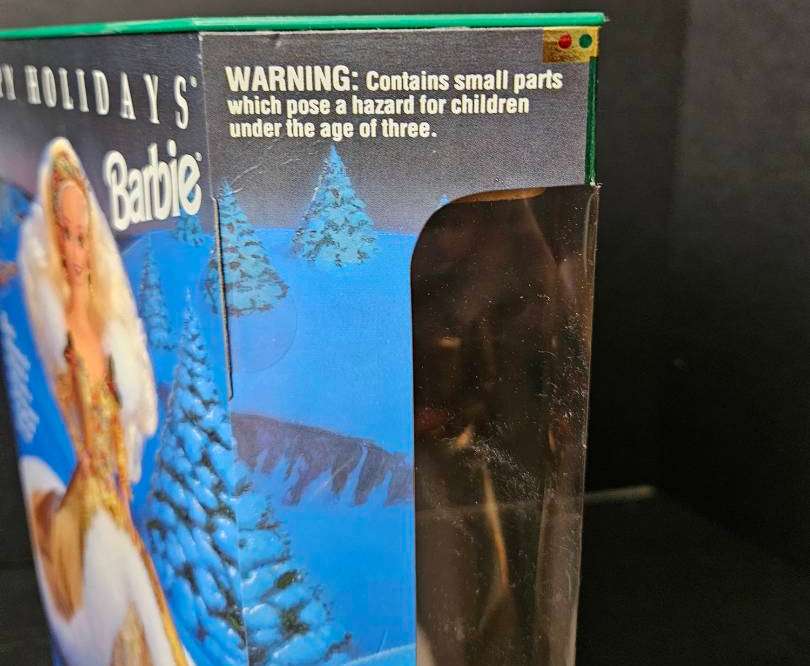 HOLIDAYS
Barbie
WARNING: Contains small parts
which pose a hazard for children
under the age of three.